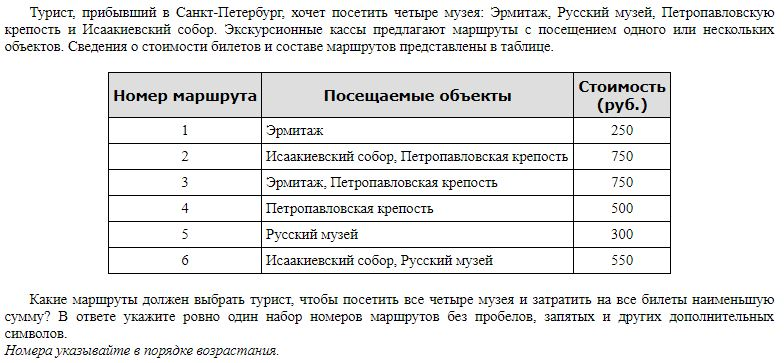 Турист, прибывший в Санкт-Петербург, хочет посетить четыре музея: Эрмитаж, Русский музей, Петропавловскую
крепость и Исаакиевский собор. Экскурсионные кассы предлагают маршруты с посещением одного или нескольких
объектов. Сведения о стоимости билетов и составе маршрутов представлены в таблице.
Номер маршрута Посещаемые объекты Стоимость
(руб.)
1 Эрмитаж 250
2 Исаакиевский собор, Петропавловская крепость 750
3 Эрмитаж, Петропавловская крепость 750
4 Петропавловская крепость 500
5 Русский музей 300
6 Исаакиевский собор, Русский музей 550
Какие маршруты должен выбрать турист, чтобы посетить все четыре музея и затратить на все билеты наименьшую
сумму? В ответе укажите ровно один набор номеров маршрутов без пробелов, запятых и других дополнительных
символов.
Номера указывайте в порядке возрастания.